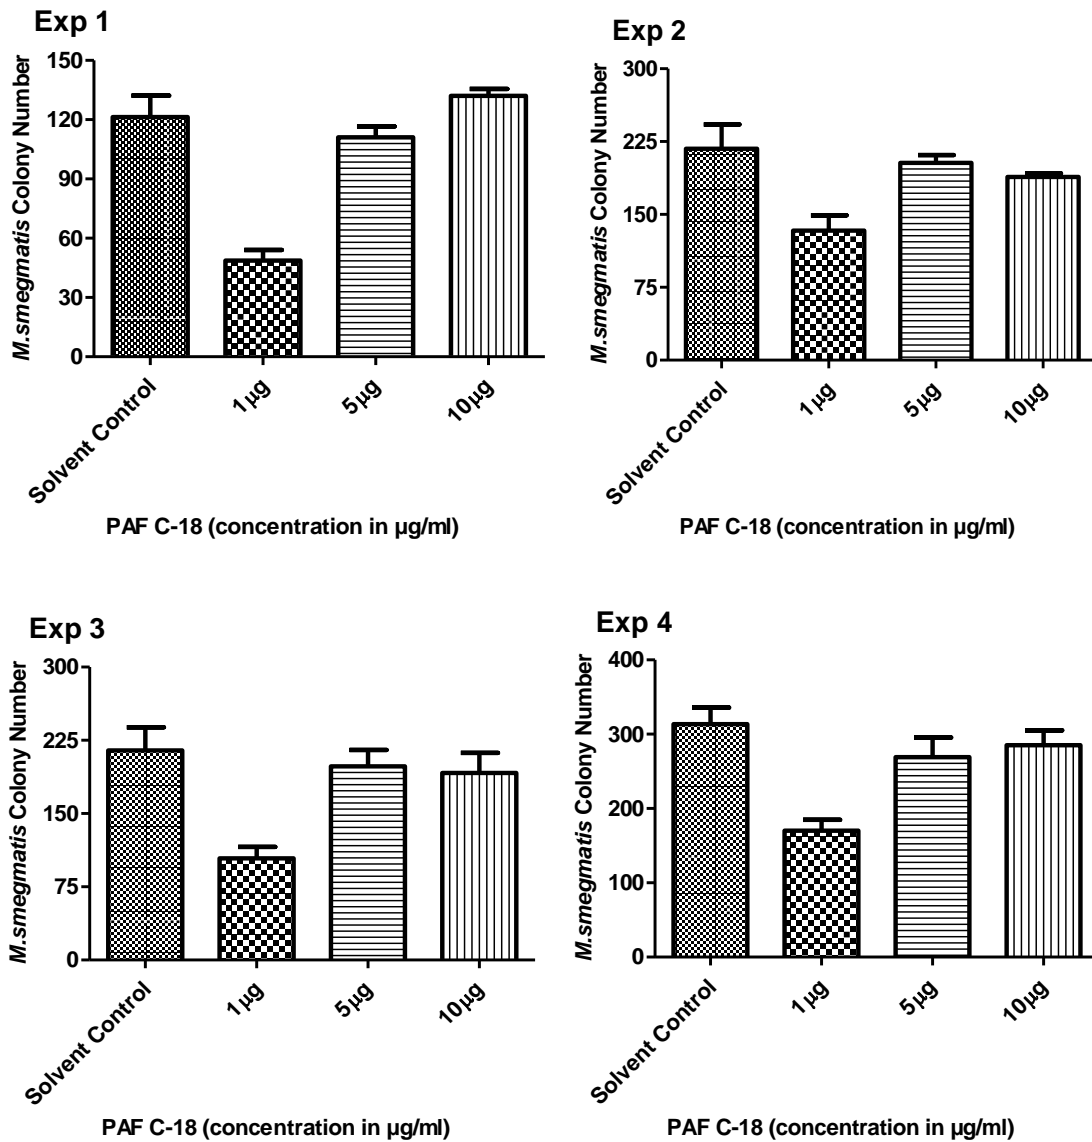 Exp 1
M.smegmatis Colony Number
150
120
90
60
30
0
Solvent Control
1µg
5µg
10µg
PAF C-18 (concentration in µg/ml)
Exp 2
M.smegmatis Colony Number
300
225
150
75
0
Solvent Control
1µg
5µg
10µg
PAF C-18 (concentration in µg/ml)
Exp 3
M.smegmatis Colony Number
300
225
150
75
0
Solvent Control
1µg
5µg
10µg
PAF C-18 (concentration in µg/ml)
Exp 4
M.smegmatis Colony Number
400
300
200
100
0
Solvent Control
1µg
5µg
10µg
PAF C-18 (concentration in µg/ml)